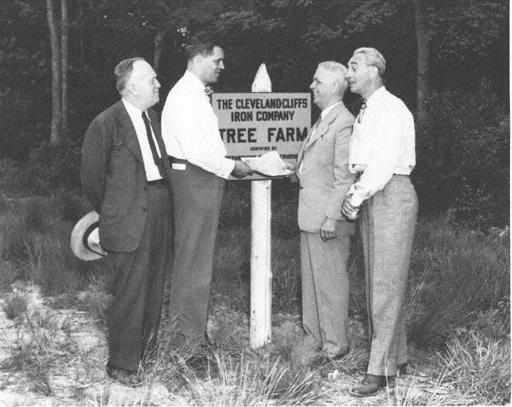 THE CLEVELAND-CLIFFS
IRON COMPANY
TREE FARM
CERTIFIED BY